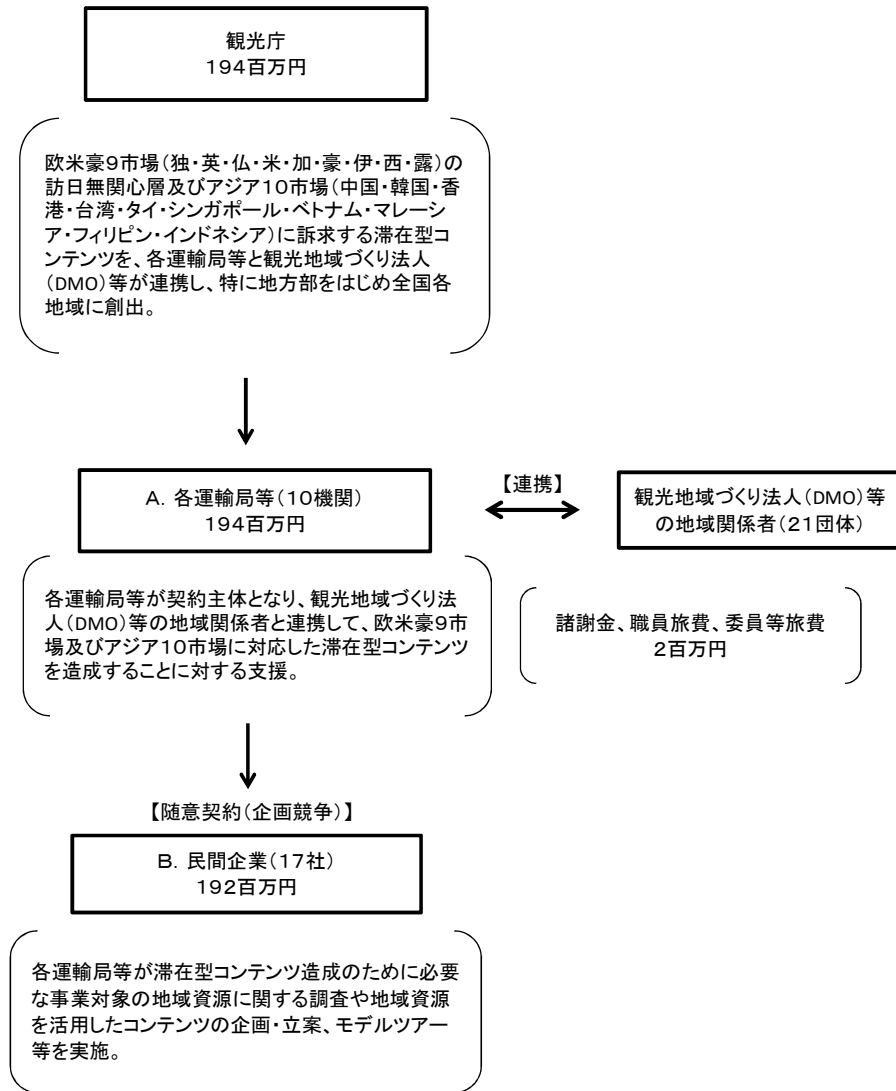 観光庁
194百万円
欧米豪9市場(独・英・仏・米・加・豪・伊・西・露)の
訪日無関心層及びアジア10市場(中国・韓国・香
港・台湾・タイ・シンガポール・ベトナム・マレーシ
ア・フィリピン・インドネシア)に訴求する滞在型コ
ンテンツを、各運輸局等と観光地域づくり法人
(DMO)等が連携し、特に地方部をはじめ全国各
地域に創出。
A. 各運輸局等(10機関)
194百万円
【連携】
観光地域づくり法人(DMO)等
の地域関係者(21団体)
各運輸局等が契約主体となり、観光地域づくり法
人(DMO)等の地域関係者と連携して、欧米豪9市
場及びアジア10市場に対応した滞在型コンテンツ
を造成することに対する支援。
諸謝金、職員旅費、委員等旅費
2百万円
【随意契約(企画競争)】
B. 民間企業(17社)
192百万円
各運輸局等が滞在型コンテンツ造成のために必要
な事業対象の地域資源に関する調査や地域資源
を活用したコンテンツの企画・立案、モデルツアー
等を実施。